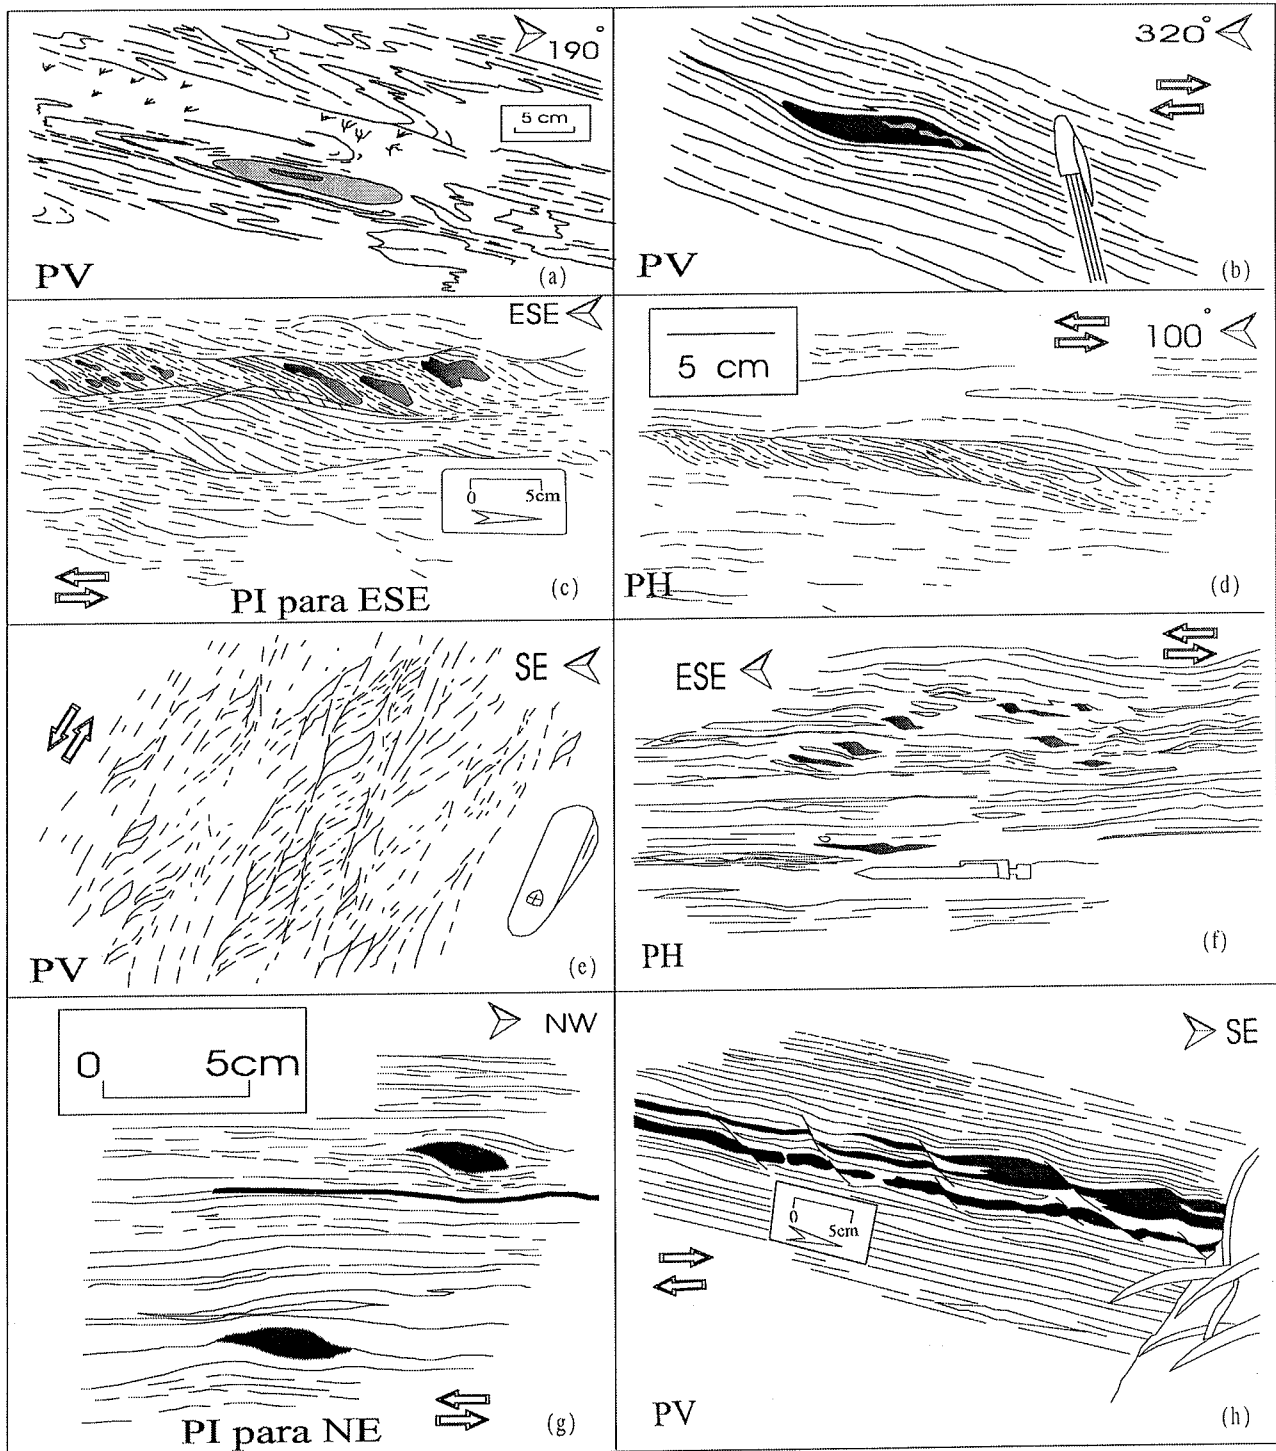 190°
5 cm
PV
(a)
320°
PV
(b)
ESE
0 5cm
PI para ESE
(c)
5 cm
100°
PH
(d)
SE
PV
(e)
ESE
PH
(f)
0 5cm
NW
PI para NE
(g)
SE
0 5cm
PV
(h)